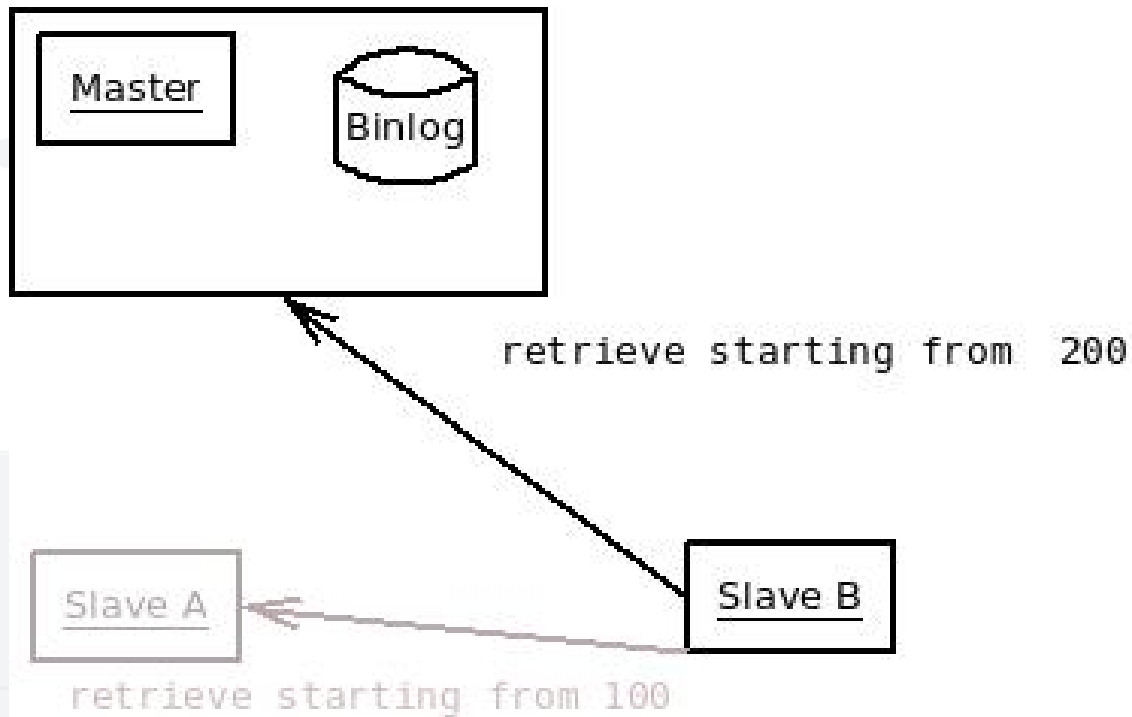 Master
Binlog
retrieve starting from  200
Slave A
Slave B
retrieve starting from 100